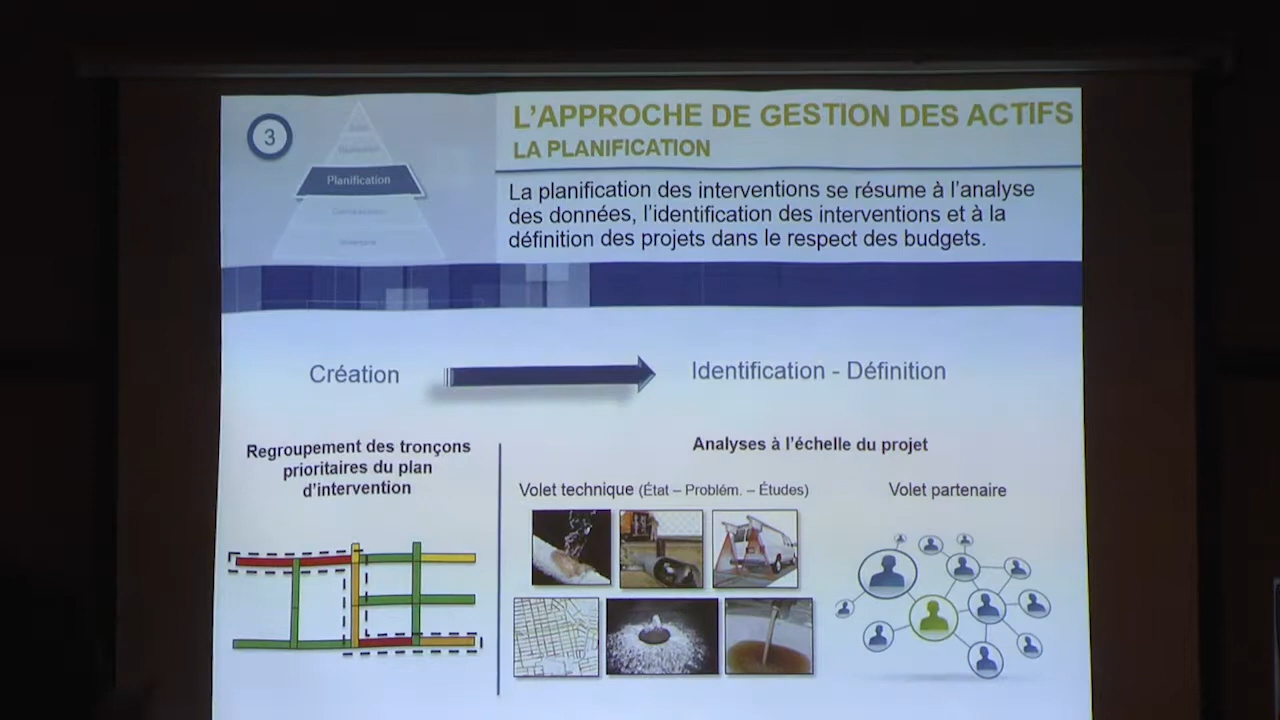 3
Planification
L'APPROCHE DE GESTION DES ACTIFS
LA PLANIFICATION
La planification des interventions se résume à l'analyse
des données, l'identification des interventions et à la
définition des projets dans le respect des budgets.
Création
Identification - Définition
Regroupement des tronçons
prioritaires du plan
d'intervention
Analyses à l'échelle du projet
Volet technique (État – Problém. – Études)
Volet partenaire